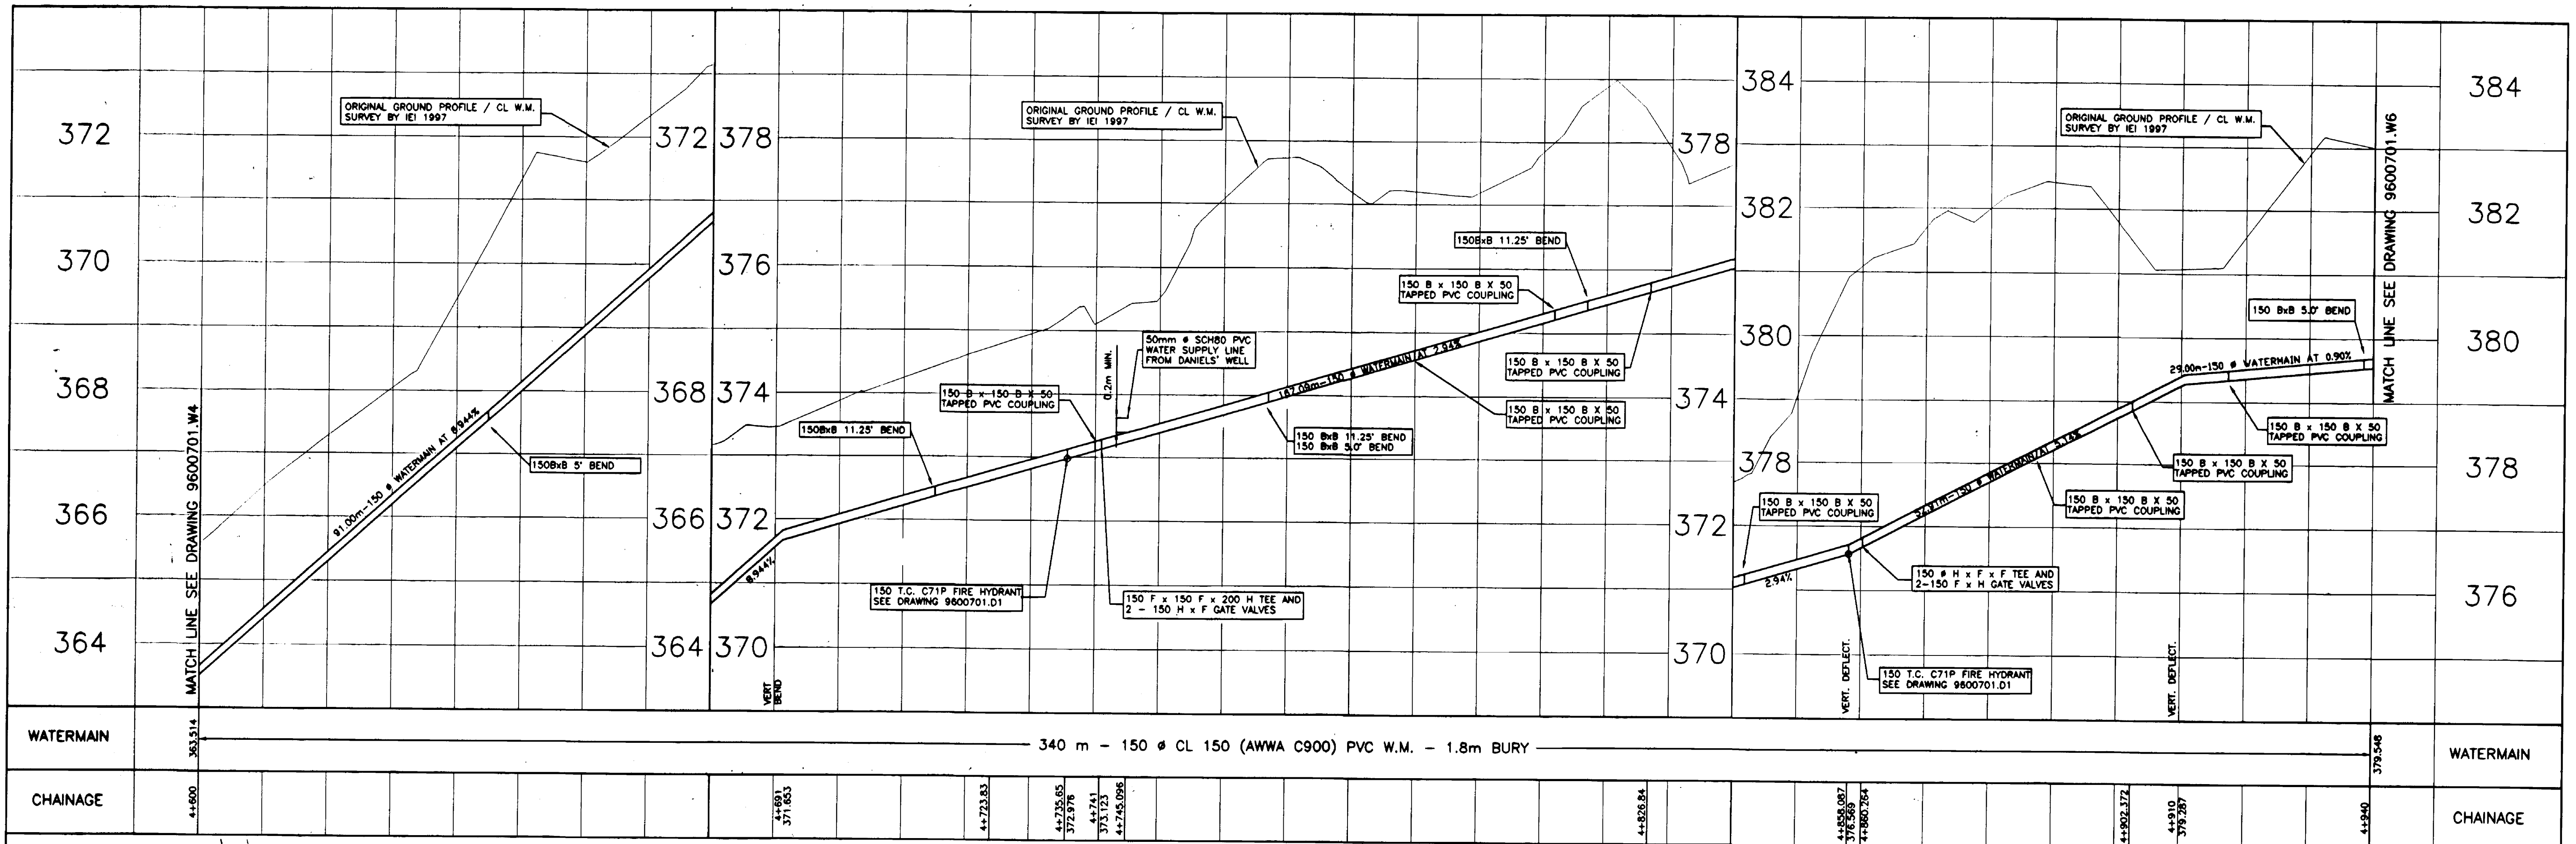 384
384
ORIGINAL GROUND PROFILE / CL W.M.
SURVEY BY IEI 1997
ORIGINAL GROUND PROFILE / CL W.M.
SURVEY BY IEI 1997
ORIGINAL GROUND PROFILE / CL W.M.
SURVEY BY IEI 1997
372
372
378
378
382
382
370
376
150BxB 11.25° BEND
150 B x 150 B X 50
TAPPED PVC COUPLING
150 BxB 5.0° BEND
50mm ø SCH80 PVC
WATER SUPPLY LINE
FROM DANIELS' WELL
0.2m MIN.
380
380
368
368
374
374
150 B x 150 B X 50
TAPPED PVC COUPLING
167.09m-150 ø WATERMAIN AT 2.94%
150 B x 150 B X 50
TAPPED PVC COUPLING
29.00m-150 ø WATERMAIN AT 0.90%
150 B x 150 B X 50
TAPPED PVC COUPLING
150BxB 11.25° BEND
150 BxB 11.25° BEND
150 BxB 5.0° BEND
150 B x 150 B X 50
TAPPED PVC COUPLING
91.00m-150 ø WATERMAIN AT 8.944%
150BxB 5° BEND
378
378
150 B x 150 B X 50
TAPPED PVC COUPLING
52.91m-150 ø WATERMAIN AT 5.14%
150 B x 150 B X 50
TAPPED PVC COUPLING
150 B x 150 B X 50
TAPPED PVC COUPLING
366
366
372
372
8.944%
2.94%
150 T.C. C71P FIRE HYDRANT
SEE DRAWING 9600701.D1
150 F x 150 F x 200 H TEE AND
2 - 150 H x F GATE VALVES
150 ø H x F x F TEE AND
2-150 F x H GATE VALVES
376
364
364
370
370
150 T.C. C71P FIRE HYDRANT
SEE DRAWING 9600701.D1
MATCH LINE SEE DRAWING 9600701.W4
VERT
BEND
VERT. DEFLECT.
VERT. DEFLECT.
MATCH LINE SEE DRAWING 9600701.W6
WATERMAIN
363.514
340 m - 150 ø CL 150 (AWWA C900) PVC W.M. - 1.8m BURY
379.548
WATERMAIN
CHAINAGE
4+600
4+691
371.653
4+723.83
4+735.65
372.976
4+741
373.123
4+745.096
4+826.84
4+858.087
376.569
4+860.264
4+902.372
4+910
379.287
4+940
CHAINAGE